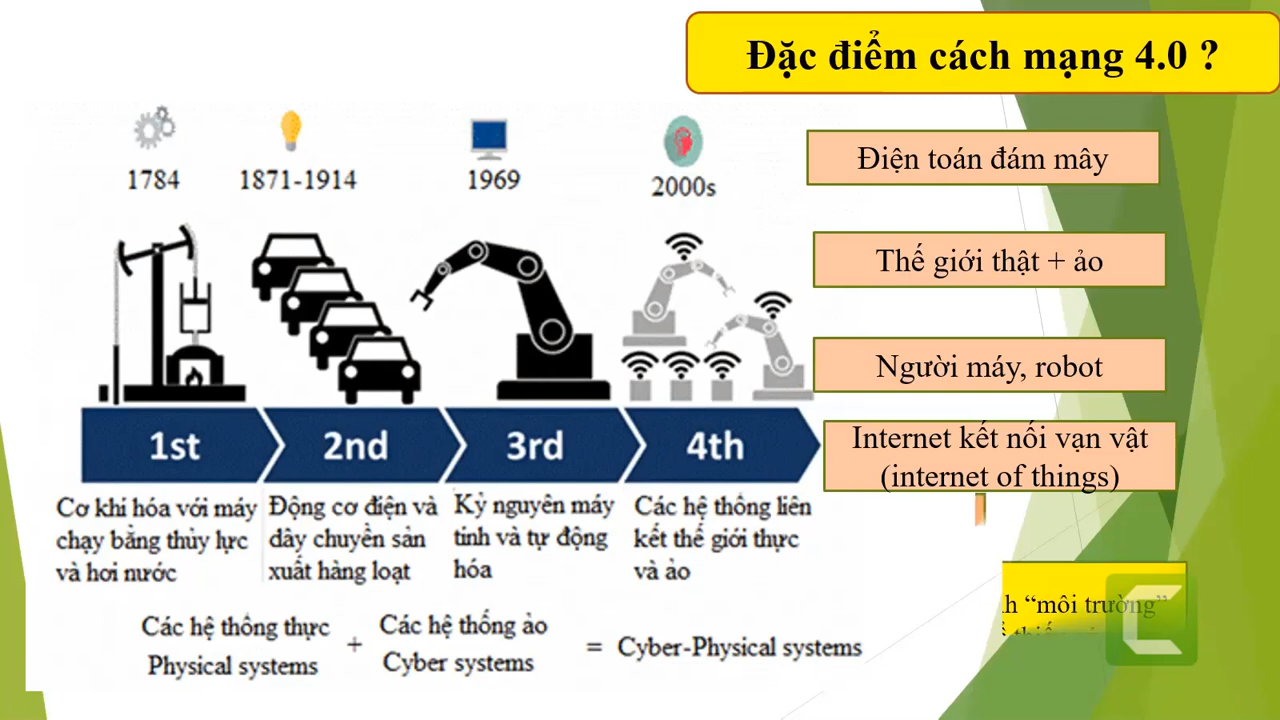 Đặc điểm cách mạng 4.0 ?
1784
1871-1914
1969
2000s
Điện toán đám mây
Thế giới thật + ảo
Người máy, robot
Internet kết nối vạn vật
(internet of things)
1st
2nd
3rd
4th
Cơ khí hóa với máy
chạy bằng thủy lực
và hơi nước
Động cơ điện và
dây chuyền sản
xuất hàng loạt
Kỷ nguyên máy
tính và tự động
hóa
Các hệ thống liên
kết thế giới thực
và ảo
"môi trường"
Các hệ thống thực
Physical systems
+
Các hệ thống ảo
Cyber systems
= Cyber-Physical systems